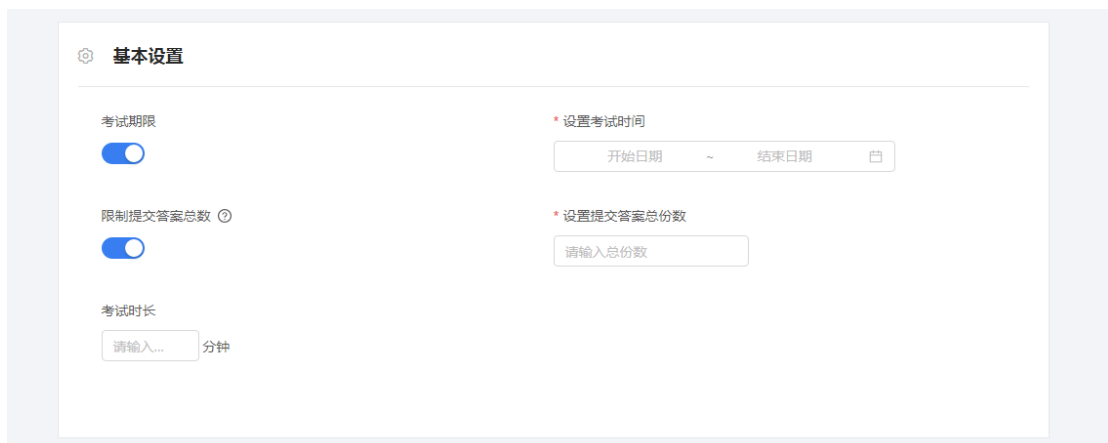 基本设置
考试期限
* 设置考试时间
开始日期 ~ 结束日期
限制提交答案总数 ?
* 设置提交答案总份数
请输入总份数
考试时长
请输入... 分钟